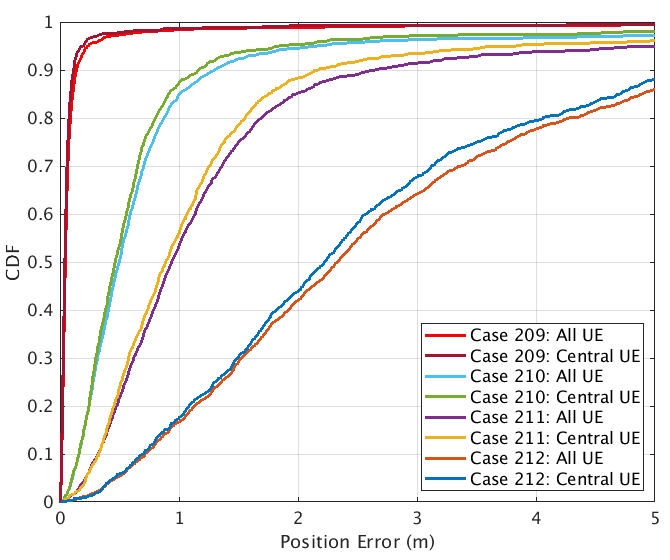 1
0.9
0.8
0.7
0.6
0.5
0.4
0.3
0.2
0.1
0
CDF
Case 209: All UE
Case 209: Central UE
Case 210: All UE
Case 210: Central UE
Case 211: All UE
Case 211: Central UE
Case 212: All UE
Case 212: Central UE
0 1 2 3 4 5
Position Error (m)